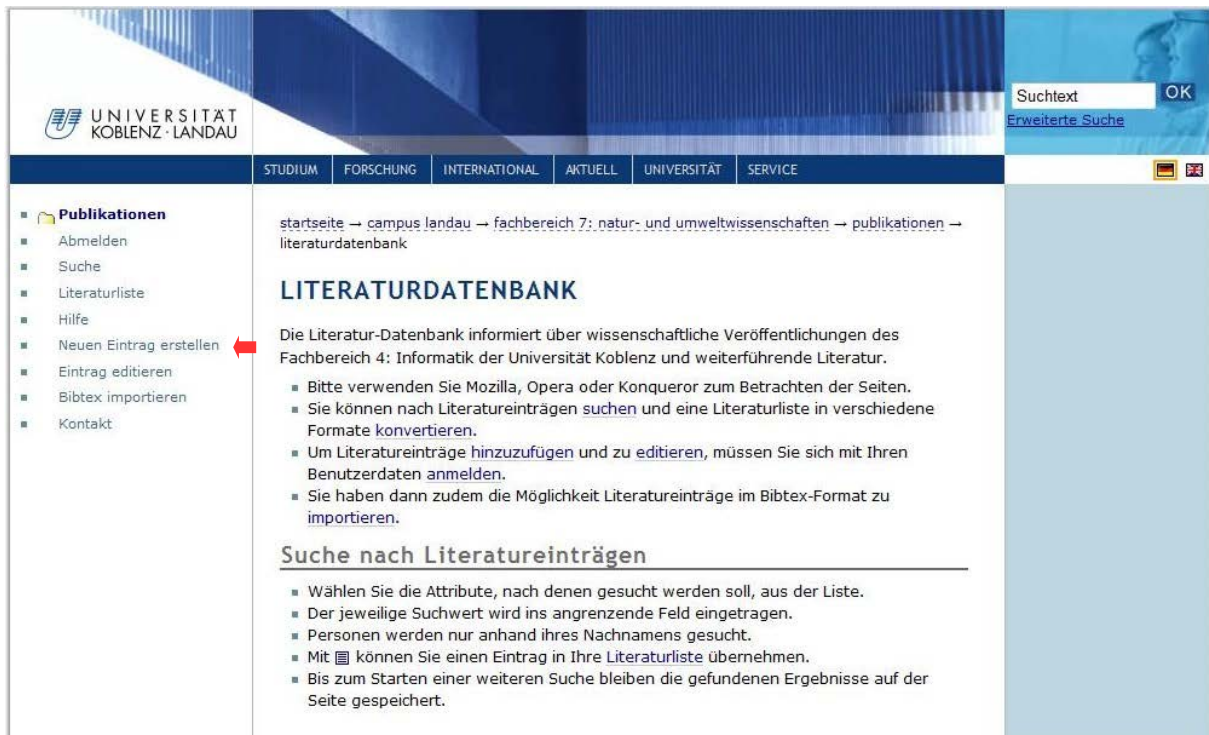 UNIVERSITÄT
KOBLENZ · LANDAU
Suchtext
OK
Erweiterte Suche
STUDIUM FORSCHUNG INTERNATIONAL AKTUELL UNIVERSITÄT SERVICE
Publikationen
Abmelden
Suche
Literaturliste
Hilfe
Neuen Eintrag erstellen
Eintrag editieren
Bibtex importieren
Kontakt
startseite → campus landau → fachbereich 7: natur- und umweltwissenschaften → publikationen →
literaturdatenbank
LITERATURDATENBANK
Die Literatur-Datenbank informiert über wissenschaftliche Veröffentlichungen des
Fachbereich 4: Informatik der Universität Koblenz und weiterführende Literatur.
Bitte verwenden Sie Mozilla, Opera oder Konqueror zum Betrachten der Seiten.
Sie können nach Literatureinträgen suchen und eine Literaturliste in verschiedene
Formate konvertieren.
Um Literatureinträge hinzuzufügen und zu editieren, müssen Sie sich mit Ihren
Benutzerdaten anmelden.
Sie haben dann zudem die Möglichkeit Literatureinträge im Bibtex-Format zu
importieren.
Suche nach Literatureinträgen
Wählen Sie die Attribute, nach denen gesucht werden soll, aus der Liste.
Der jeweilige Suchwert wird ins angrenzende Feld eingetragen.
Personen werden nur anhand ihres Nachnamens gesucht.
Mit können Sie einen Eintrag in Ihre Literaturliste übernehmen.
Bis zum Starten einer weiteren Suche bleiben die gefundenen Ergebnisse auf der
Seite gespeichert.